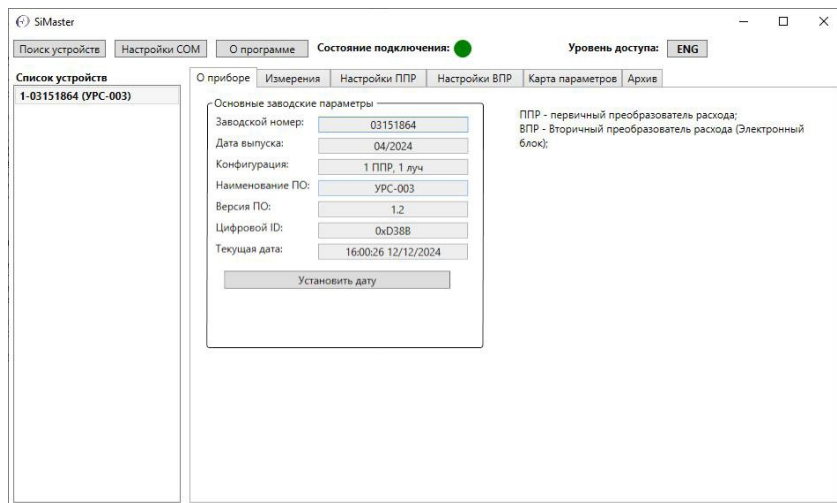 SiMaster
Поиск устройств Настройки COM О программе Состояние подключения: Уровень доступа: ENG
Список устройств
1-03151864 (УРС-003)
О приборе Измерения Настройки ППР Настройки ВПР Карта параметров Архив
Основные заводские параметры
Заводской номер: 03151864
Дата выпуска: 04/2024
Конфигурация: 1 ППР, 1 луч
Наименование ПО: УРС-003
Версия ПО: 1.2
Цифровой ID: 0xD38B
Текущая дата: 16:00:26 12/12/2024
Установить дату
ППР - первичный преобразователь расхода;
ВПР - Вторичный преобразователь расхода (Электронный
блок);